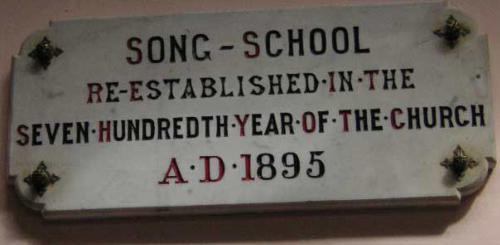 SONG-SCHOOL
RE-ESTABLISHED·IN·THE
SEVEN·HUNDREDTH·YEAR·OF·THE·CHURCH
A·D·1895